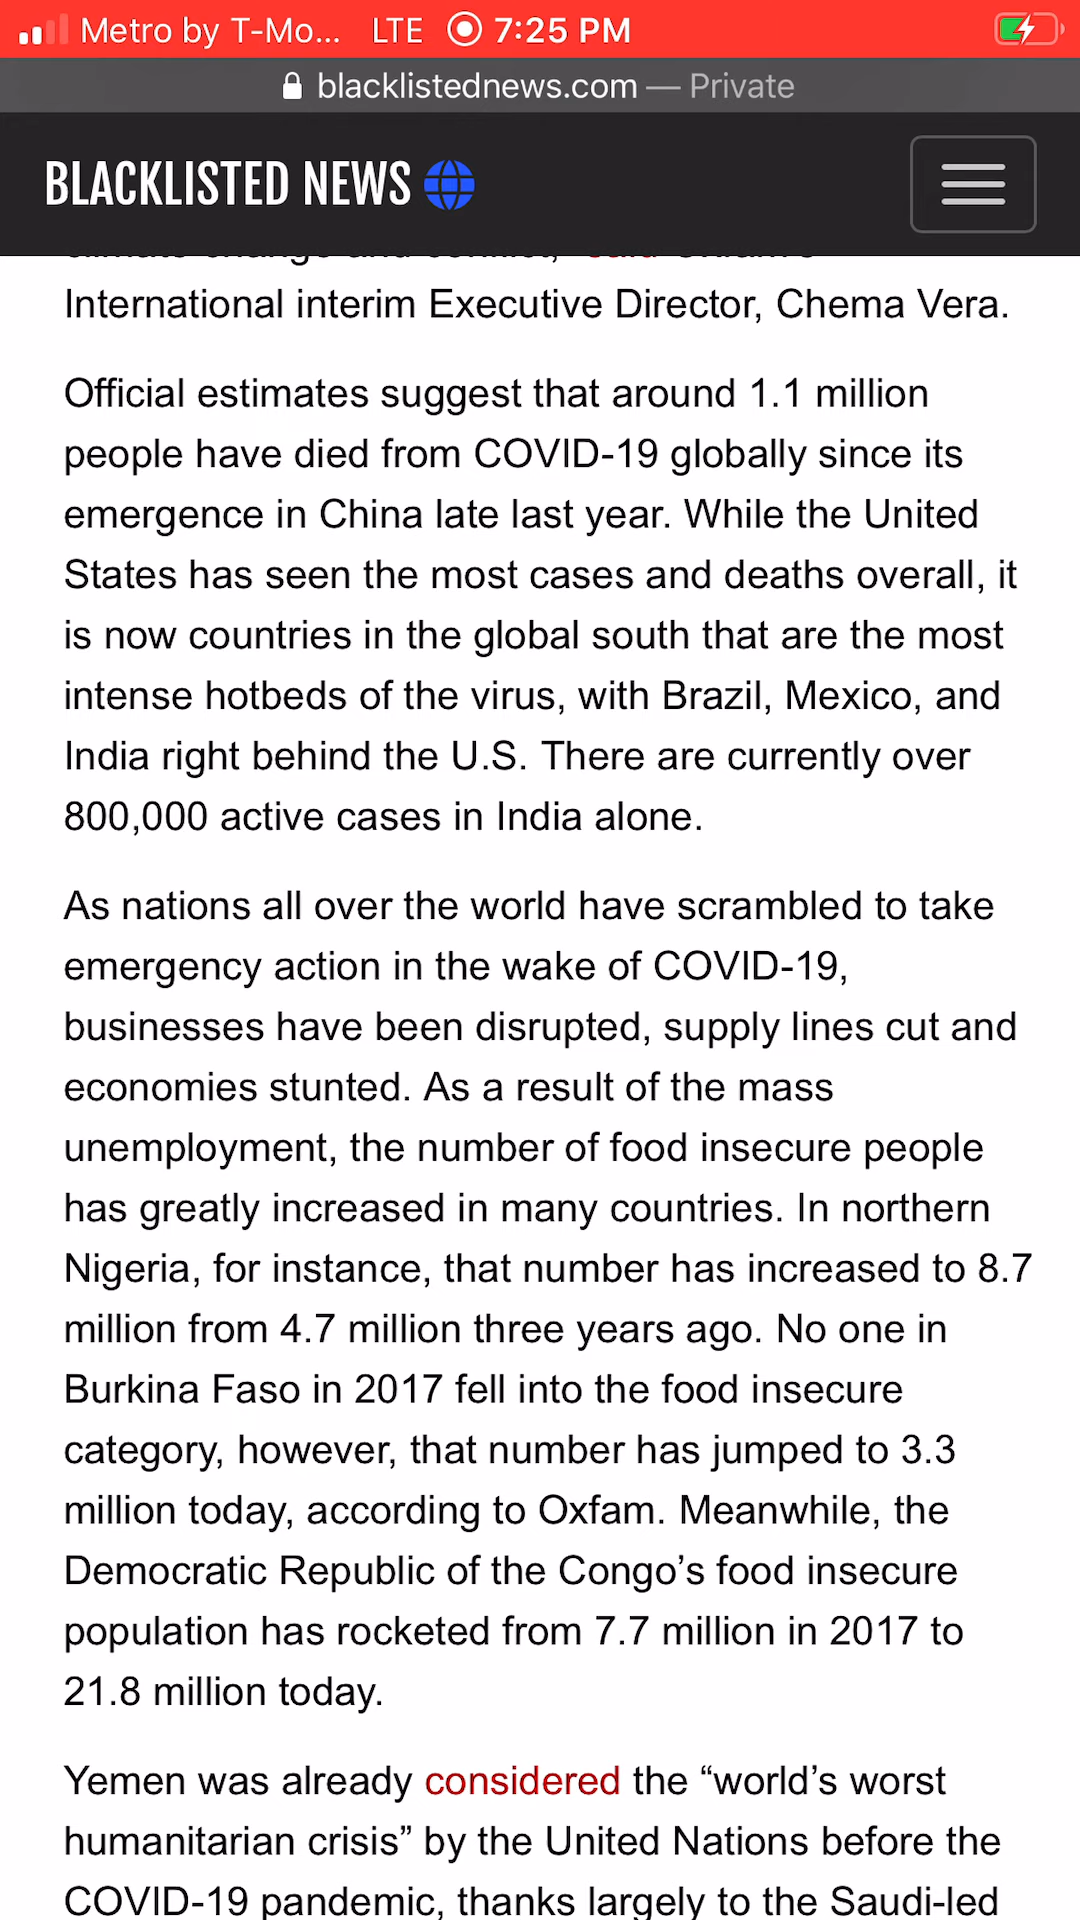 Metro by T-Mo... LTE 7:25 PM
blacklistednews.com — Private
BLACKLISTED NEWS
climate change and conflict," said Oxfam's
International interim Executive Director, Chema Vera.
Official estimates suggest that around 1.1 million
people have died from COVID-19 globally since its
emergence in China late last year. While the United
States has seen the most cases and deaths overall, it
is now countries in the global south that are the most
intense hotbeds of the virus, with Brazil, Mexico, and
India right behind the U.S. There are currently over
800,000 active cases in India alone.
As nations all over the world have scrambled to take
emergency action in the wake of COVID-19,
businesses have been disrupted, supply lines cut and
economies stunted. As a result of the mass
unemployment, the number of food insecure people
has greatly increased in many countries. In northern
Nigeria, for instance, that number has increased to 8.7
million from 4.7 million three years ago. No one in
Burkina Faso in 2017 fell into the food insecure
category, however, that number has jumped to 3.3
million today, according to Oxfam. Meanwhile, the
Democratic Republic of the Congo’s food insecure
population has rocketed from 7.7 million in 2017 to
21.8 million today.
Yemen was already considered the “world’s worst
humanitarian crisis” by the United Nations before the
COVID-19 pandemic, thanks largely to the Saudi-led